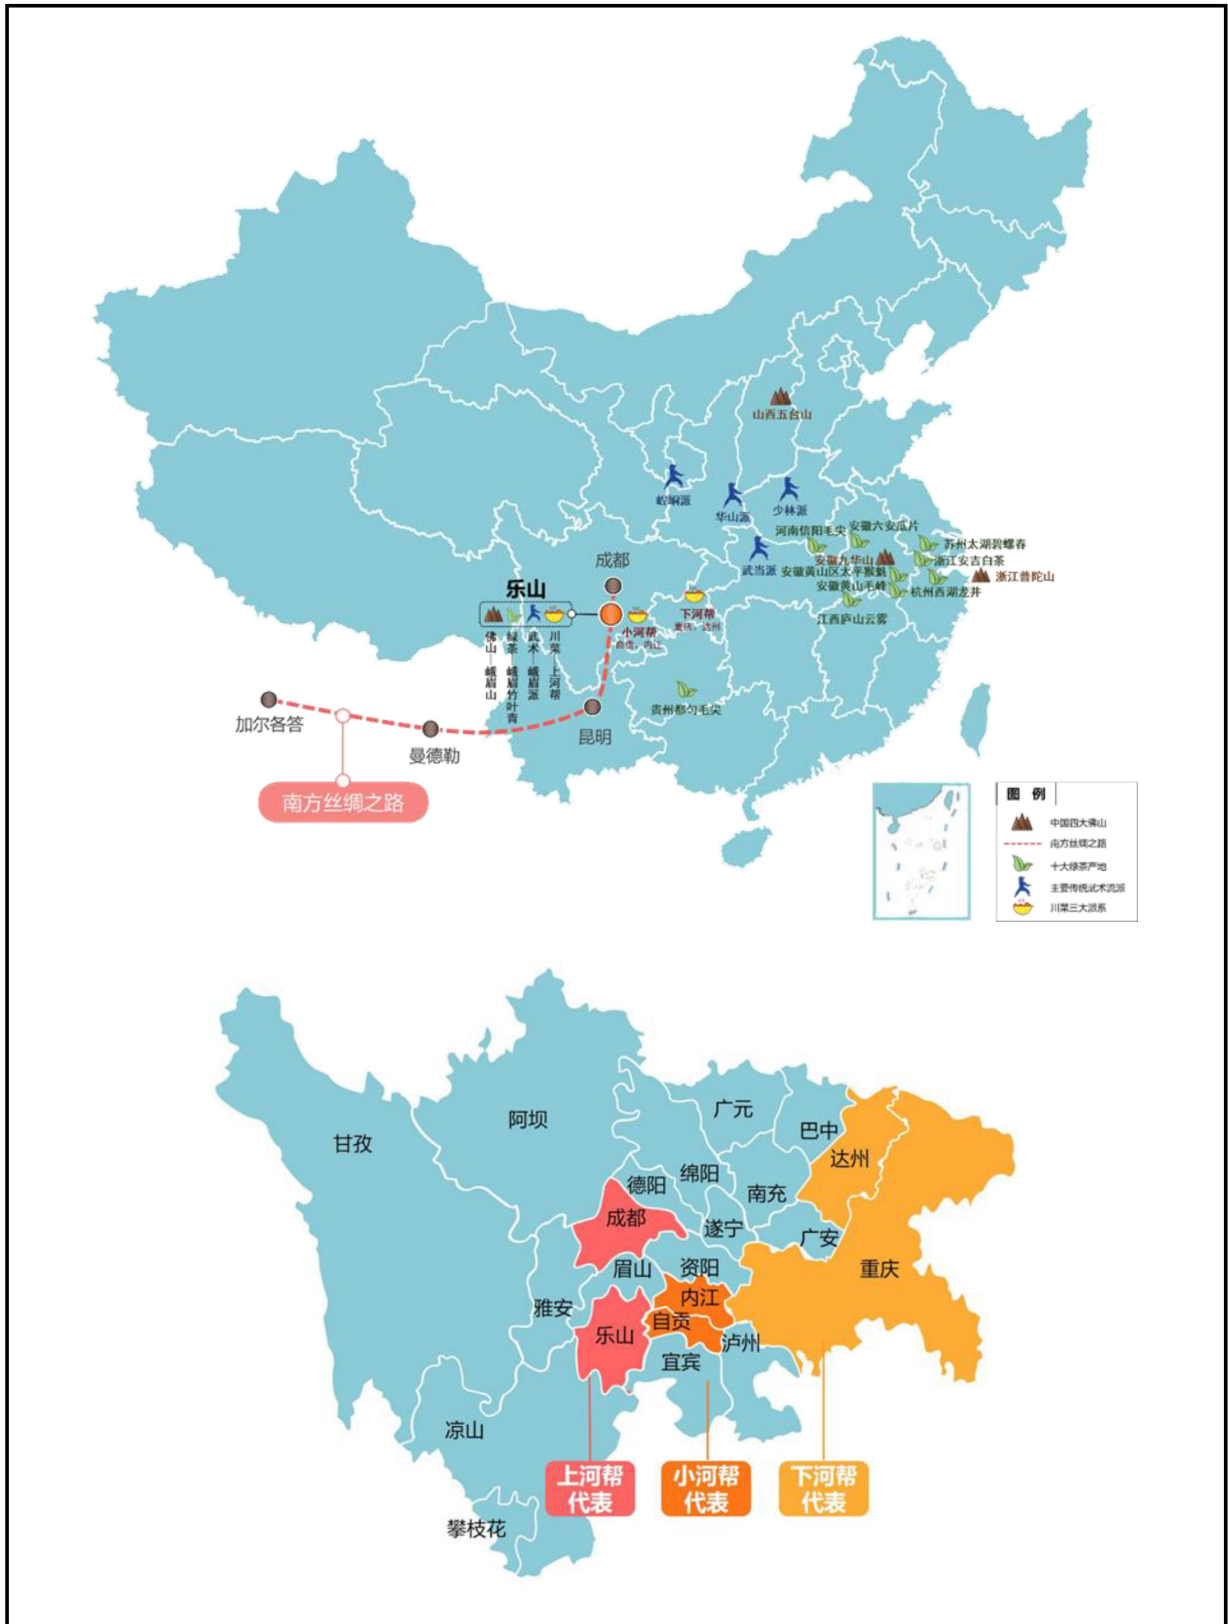 山西五台山
崆峒派
华山派
少林派
武当派
河南信阳毛尖
安徽六安瓜片
苏州太湖碧螺春
安徽九华山
浙江安吉白茶
安徽黄山区太平猴魁
浙江普陀山
安徽黄山毛峰
杭州西湖龙井
江西庐山云雾
成都
乐山
佛山—峨眉山
绿茶—峨眉竹叶青
武术—峨眉派
川菜—上河帮
小河帮
自贡、内江
下河帮
重庆、达州
贵州都匀毛尖
加尔各答
曼德勒
昆明
南方丝绸之路
图 例
中国四大佛山
南方丝绸之路
十大绿茶产地
主要传统武术流派
川菜三大派系
甘孜
阿坝
广元
巴中
达州
绵阳
德阳
南充
成都
遂宁
广安
眉山
资阳
重庆
雅安
内江
自贡
乐山
泸州
宜宾
凉山
攀枝花
上河帮
代表
小河帮
代表
下河帮
代表